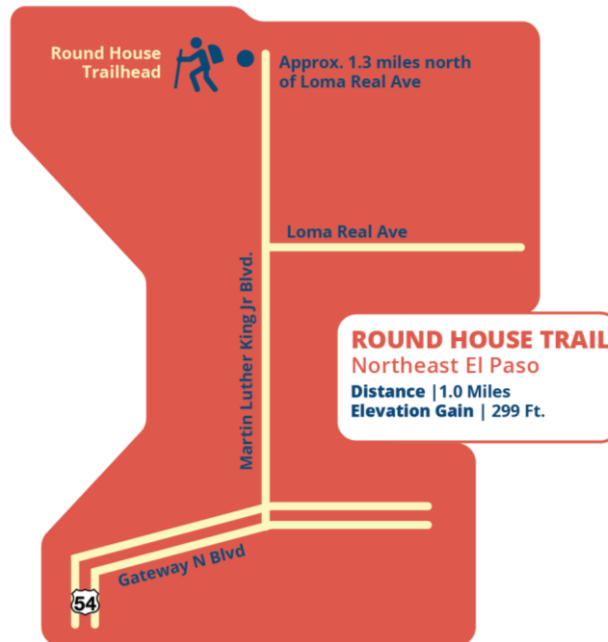 Round House
Trailhead
Approx. 1.3 miles north
of Loma Real Ave
Loma Real Ave
Martin Luther King Jr Blvd.
ROUND HOUSE TRAIL
Northeast El Paso
Distance |1.0 Miles
Elevation Gain | 299 Ft.
Gateway N Blvd
54